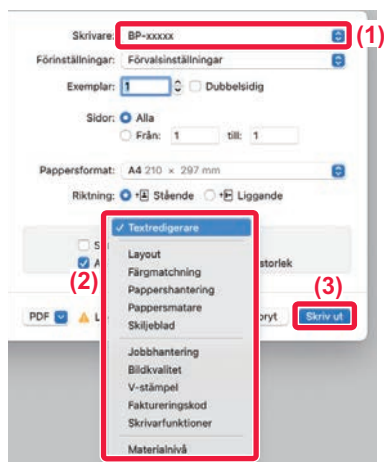 Skrivare: BP-xxxxx (1)
Förinställningar: Förvalsinställningar
Exemplar: 1 Dubbelsidig
Sidor: Alla
Från: 1 till: 1
Pappersformat: A4 210 × 297 mm
Riktning: Stående Liggande
✓ Textredigerare
Layout
Färgmatchning
storlek
(2)
Pappershantering
(3)
Pappersmatare
Skiljeblad
PDF
Skriv ut
Jobbhantering
Bildkvalitet
V-stämpel
Faktureringskod
Skrivarfunktioner
Materialnivå